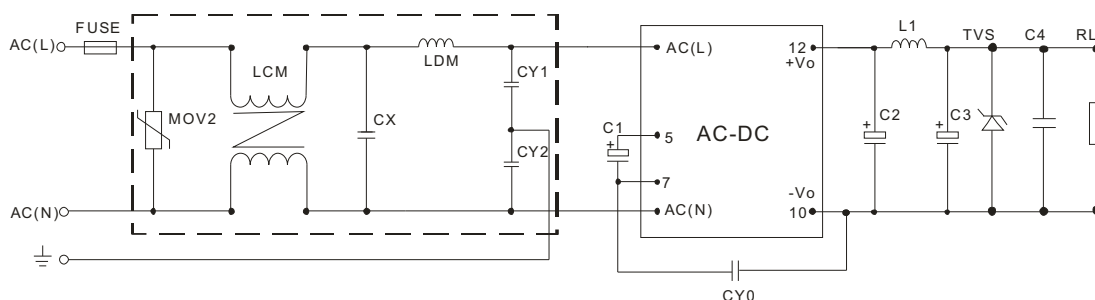 FUSE
AC(L)
LCM
LDM
MOV2
CX
CY1
CY2
AC(N)
C1
+
AC(L)
5
7
AC(N)
AC-DC
12
+Vo
-Vo
10
CY0
L1
TVS
C4
RL
+
C2
+
C3